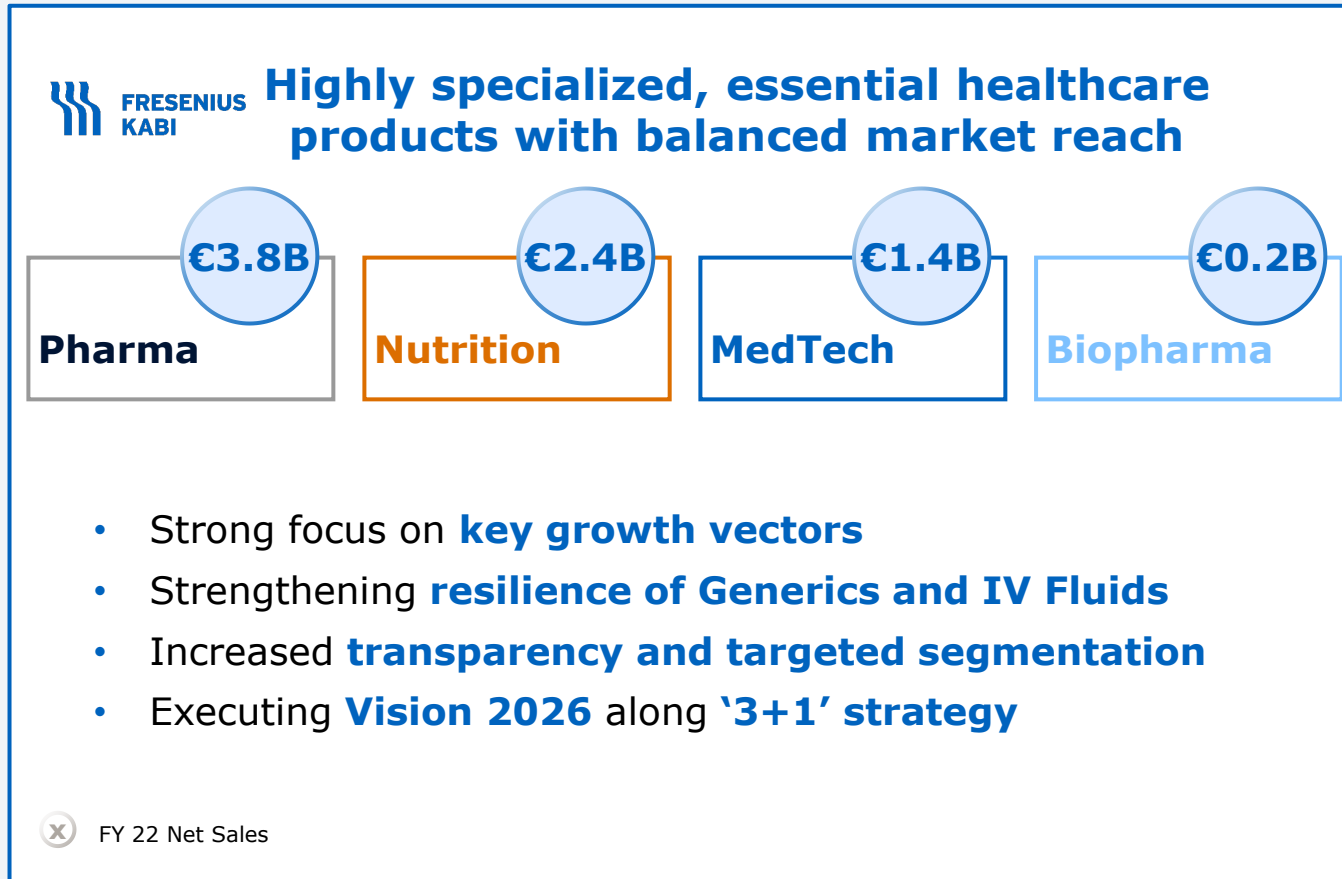 FRESENIUS
KABI
Highly specialized, essential healthcare
products with balanced market reach
€3.8B
Pharma
€2.4B
Nutrition
€1.4B
MedTech
€0.2B
Biopharma
• Strong focus on key growth vectors
• Strengthening resilience of Generics and IV Fluids
• Increased transparency and targeted segmentation
• Executing Vision 2026 along ‘3+1’ strategy
x FY 22 Net Sales